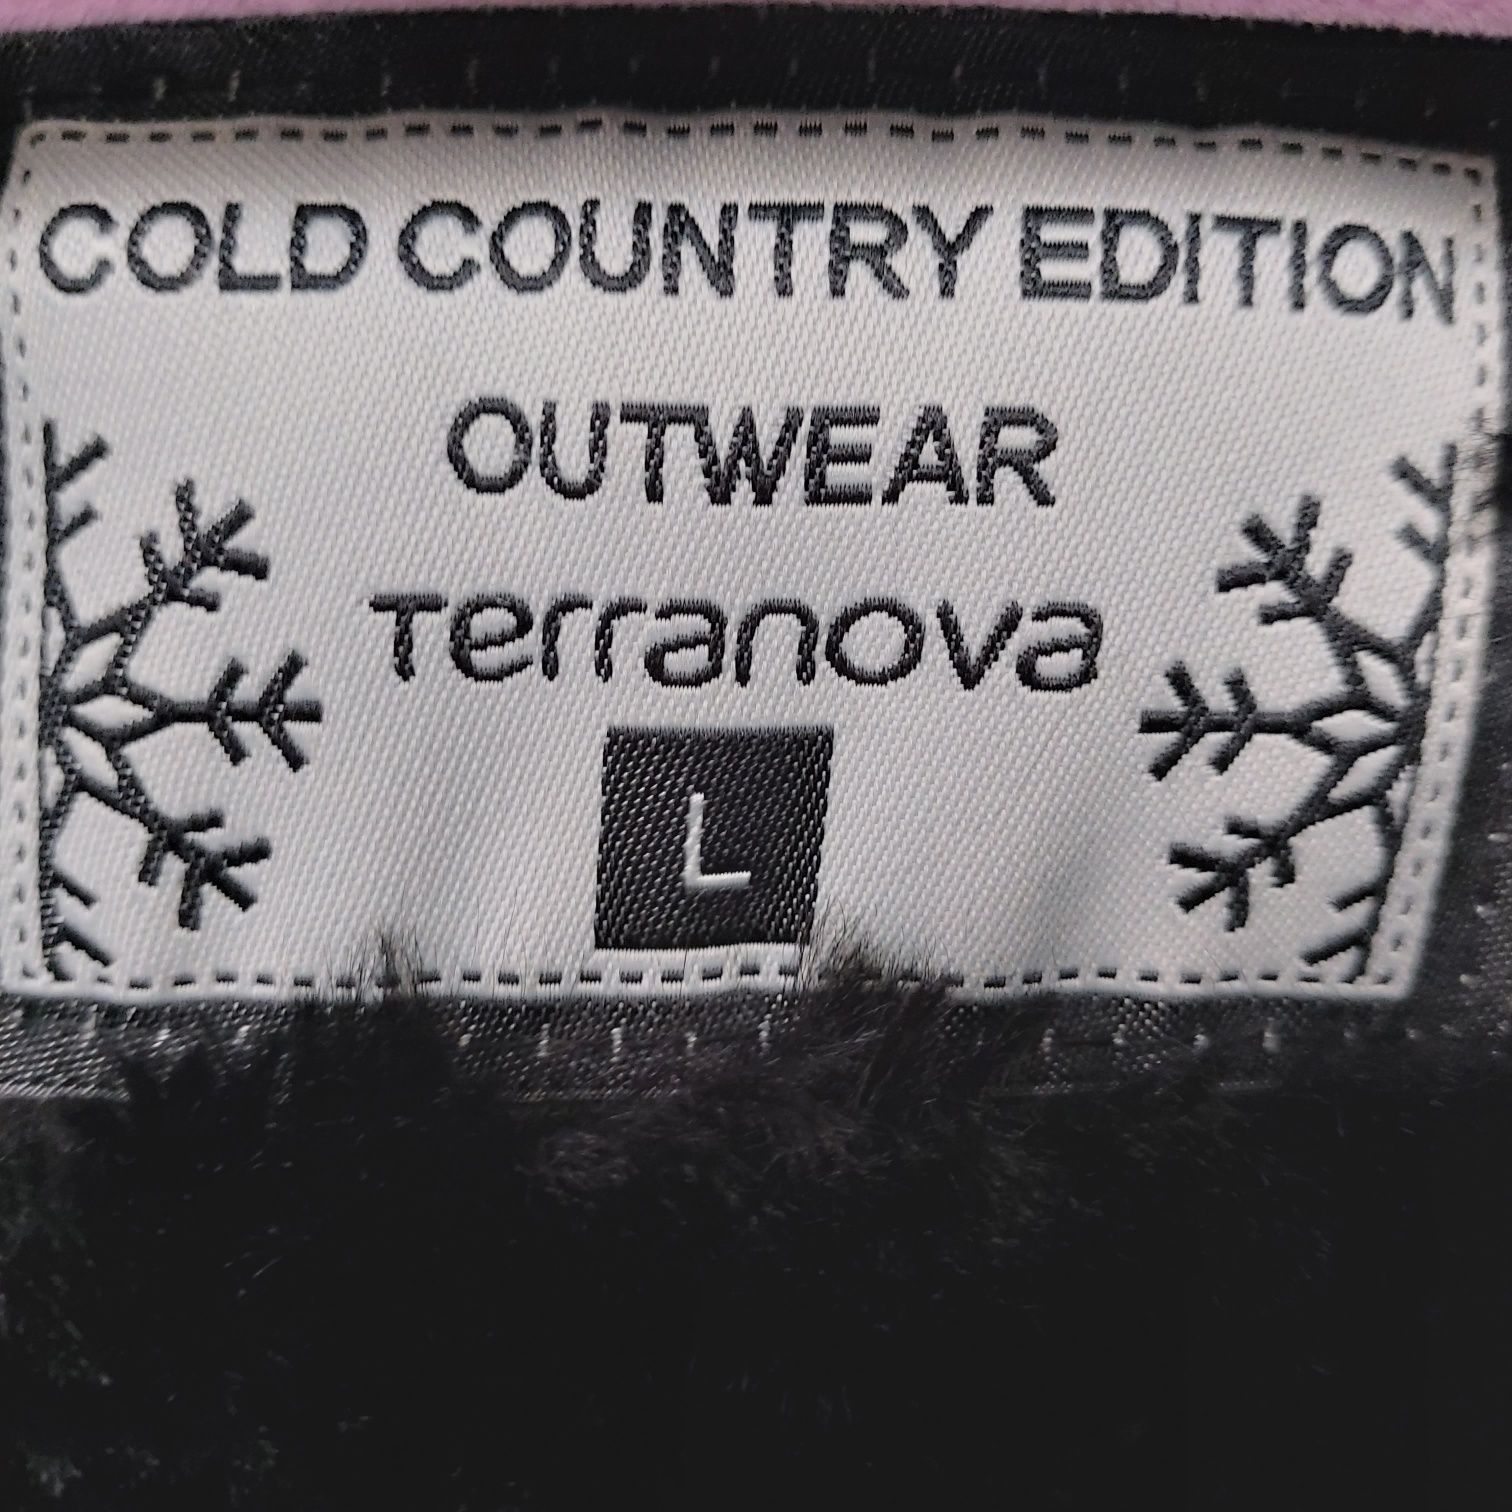 COLD COUNTRY EDITION
OUTWEAR
Terranova
L